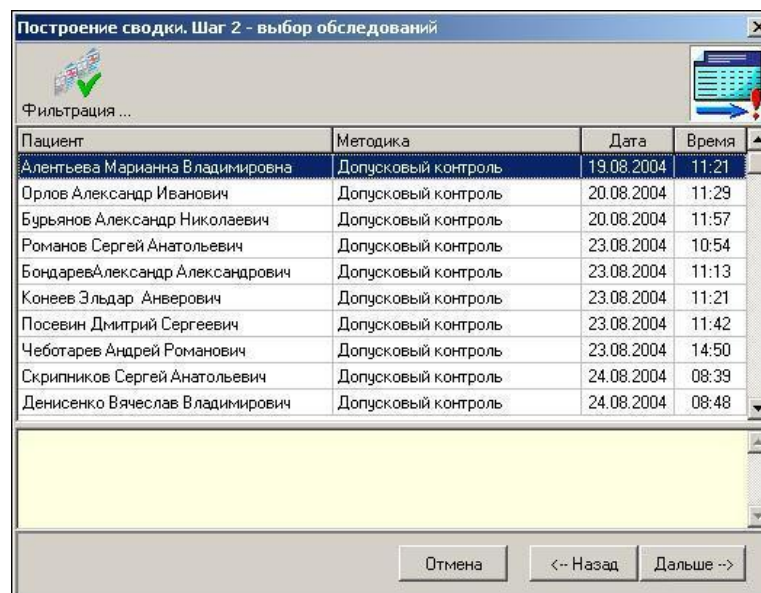 Построение сводки. Шаг 2 - выбор обследований
Фильтрация ...
Пациент Методика Дата Время
Алентьева Марианна Владимировна Допусковый контроль 19.08.2004 11:21
Орлов Александр Иванович Допусковый контроль 20.08.2004 11:29
Бурьянов Александр Николаевич Допусковый контроль 20.08.2004 11:57
Романов Сергей Анатольевич Допусковый контроль 23.08.2004 10:54
БондаревАлександр Александрович Допусковый контроль 23.08.2004 11:13
Конеев Эльдар Анверович Допусковый контроль 23.08.2004 11:21
Посевин Дмитрий Сергеевич Допусковый контроль 23.08.2004 11:42
Чеботарев Андрей Романович Допусковый контроль 23.08.2004 14:50
Скрипников Сергей Анатольевич Допусковый контроль 24.08.2004 08:39
Денисенко Вячеслав Владимирович Допусковый контроль 24.08.2004 08:48
Отмена <-- Назад Дальше -->